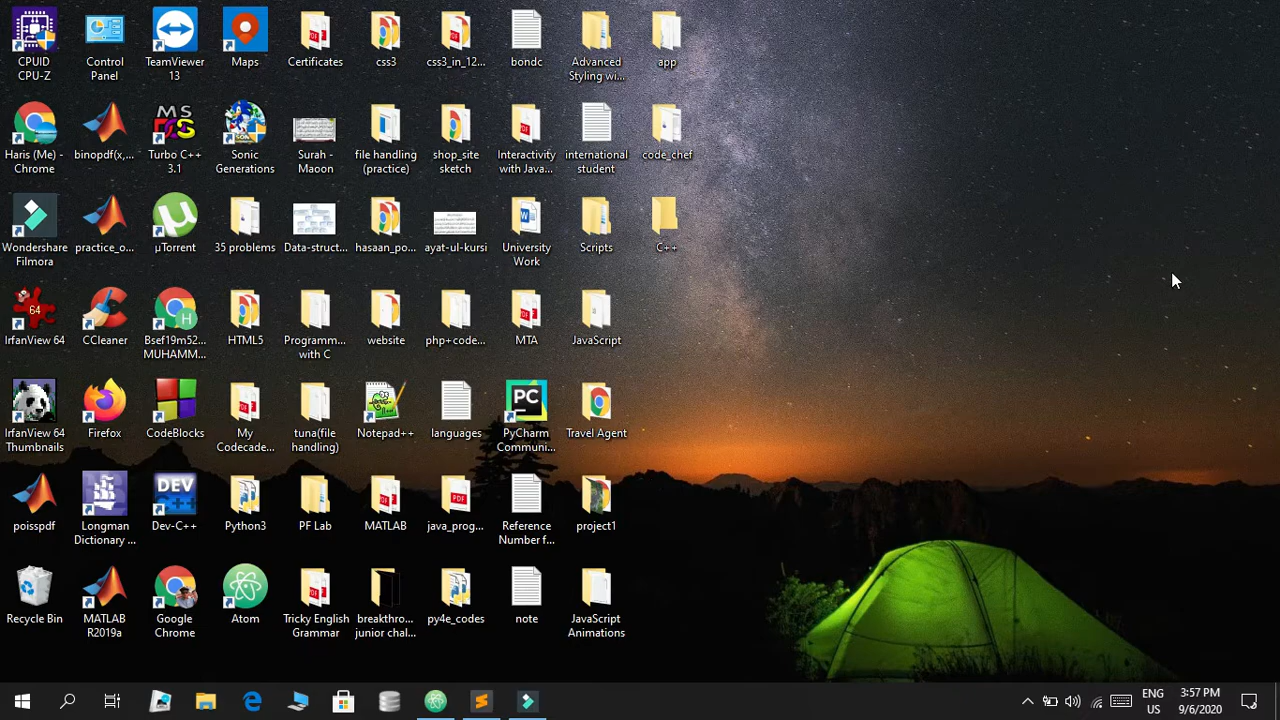 CPUID
CPU-Z
Control
Panel
TeamViewer
13
Maps
Certificates
css3
css3_in_12...
bondc
Advanced
Styling wi...
app
Haris (Me) -
Chrome
binopdf(x,...
MS
Turbo C++
3.1
Sonic
Generations
Surah -
Maoon
file handling
(practice)
shop_site
sketch
Interactivity
with Java...
international
student
code_chef
Wondershare
Filmora
practice_o...
µTorrent
35 problems
Data-struct...
hasaan_po...
ayat-ul-kursi
University
Work
Scripts
C++
64
IrfanView 64
CCleaner
H
Bsef19m52...
MUHAMM...
HTML5
Programm...
with C
website
php+code...
MTA
JavaScript
IrfanView 64
Thumbnails
Firefox
CodeBlocks
My
Codecade...
tuna(file
handling)
Notepad++
languages
PC
PyCharm
Communi...
Travel Agent
poisspdf
Longman
Dictionary ...
DEV
Dev-C++
Python3
PF Lab
MATLAB
PDF
java_prog...
Reference
Number f...
project1
Recycle Bin
MATLAB
R2019a
Google
Chrome
Atom
Tricky English
Grammar
breakthro...
junior chal...
py4e_codes
note
JavaScript
Animations
ENG
US
:57 PM
9/6/2020